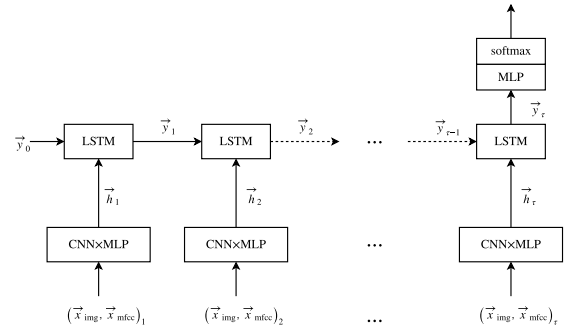 softmax
MLP
y⃗_τ
y⃗_0 LSTM y⃗_1 LSTM y⃗_2 ... y⃗_{τ−1} LSTM
h⃗_1 h⃗_2 h⃗_τ
CNN×MLP CNN×MLP ... CNN×MLP
(x⃗_img, x⃗_mfcc)_1 (x⃗_img, x⃗_mfcc)_2 ... (x⃗_img, x⃗_mfcc)_τ